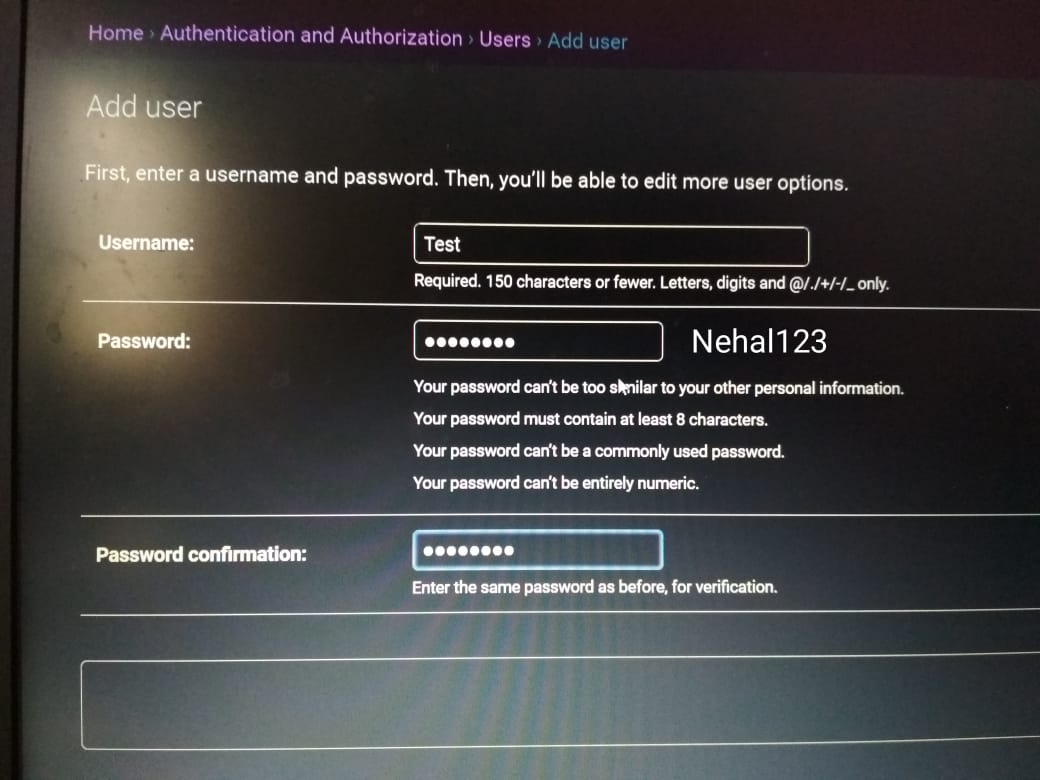 Home › Authentication and Authorization › Users › Add user
Add user
First, enter a username and password. Then, you'll be able to edit more user options.
Username: Test
Required. 150 characters or fewer. Letters, digits and @/./+/-/_ only.
Password: •••••••• Nehal123
Your password can't be too similar to your other personal information.
Your password must contain at least 8 characters.
Your password can't be a commonly used password.
Your password can't be entirely numeric.
Password confirmation: ••••••••
Enter the same password as before, for verification.